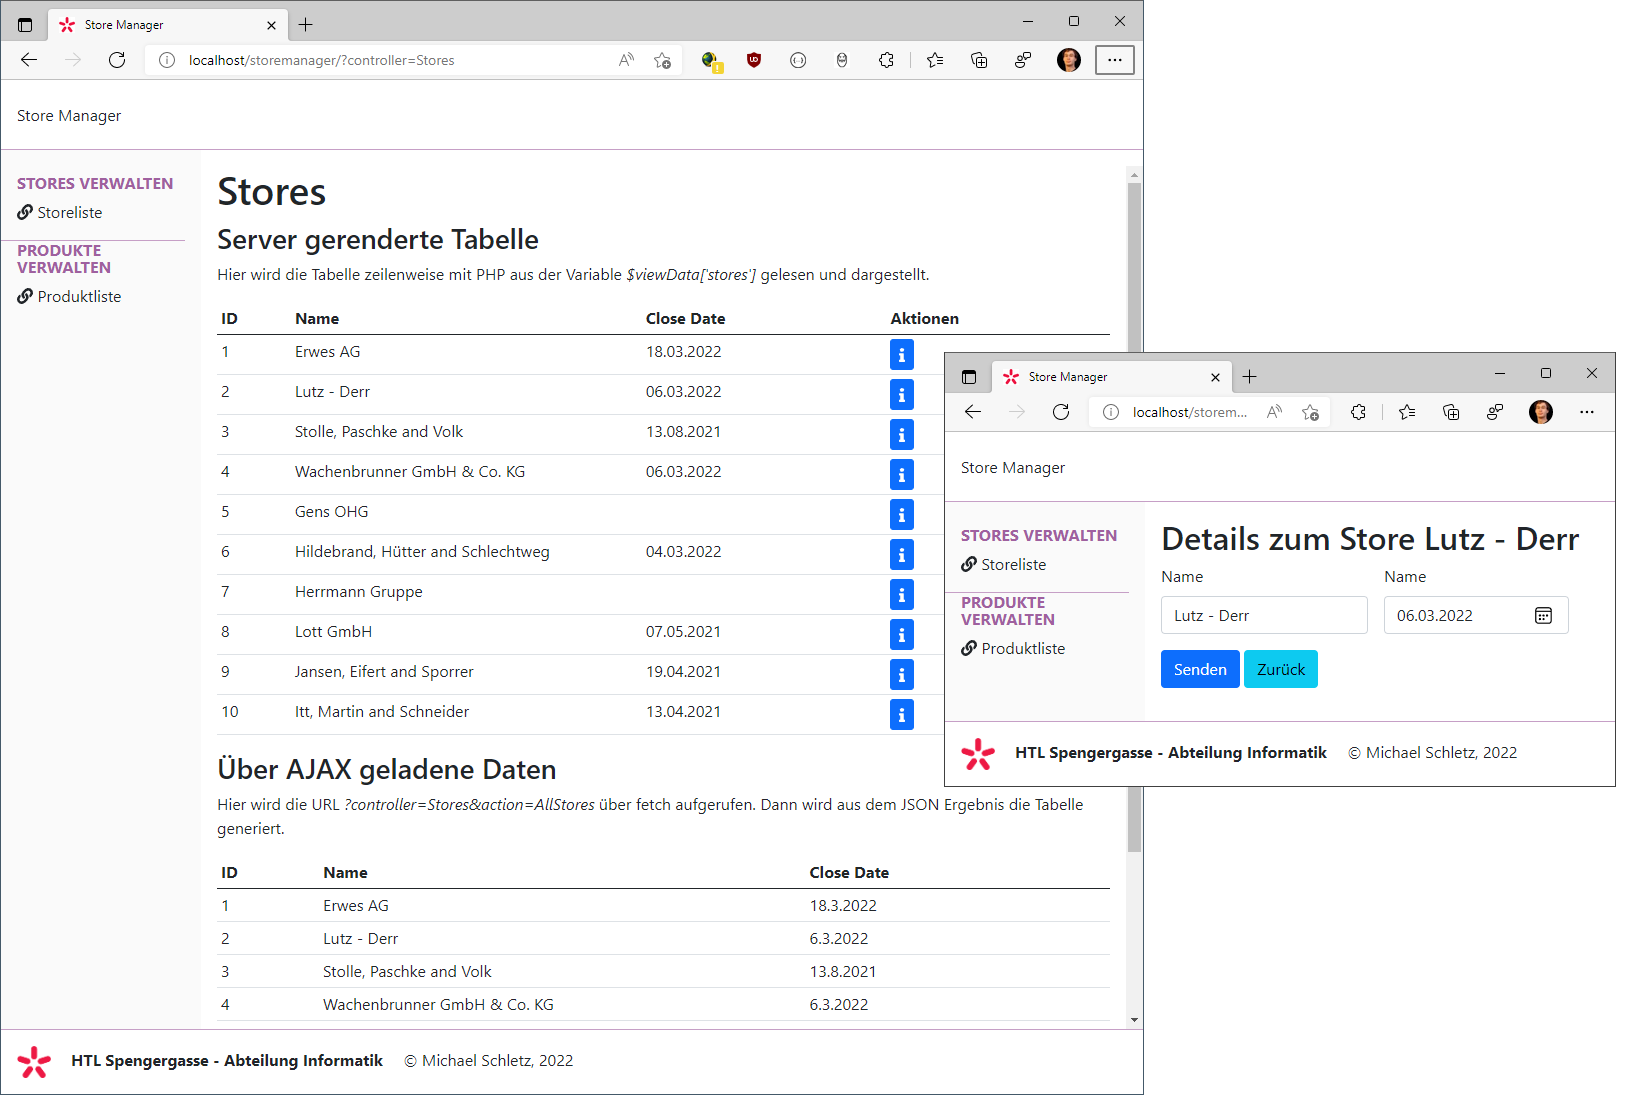 Store Manager
localhost/storemanager/?controller=Stores
Store Manager
STORES VERWALTEN
Storeliste
PRODUKTE
VERWALTEN
Produktliste
Stores
Server gerenderte Tabelle
Hier wird die Tabelle zeilenweise mit PHP aus der Variable $viewData['stores'] gelesen und dargestellt.
ID Name Close Date Aktionen
1 Erwes AG 18.03.2022
2 Lutz - Derr 06.03.2022
3 Stolle, Paschke and Volk 13.08.2021
4 Wachenbrunner GmbH & Co. KG 06.03.2022
5 Gens OHG
6 Hildebrand, Hütter and Schlechtweg 04.03.2022
7 Herrmann Gruppe
8 Lott GmbH 07.05.2021
9 Jansen, Eifert and Sporrer 19.04.2021
10 Itt, Martin and Schneider 13.04.2021
Über AJAX geladene Daten
Hier wird die URL ?controller=Stores&action=AllStores über fetch aufgerufen. Dann wird aus dem JSON Ergebnis die Tabelle
generiert.
ID Name Close Date
1 Erwes AG 18.3.2022
2 Lutz - Derr 6.3.2022
3 Stolle, Paschke and Volk 13.8.2021
4 Wachenbrunner GmbH & Co. KG 6.3.2022
HTL Spengergasse - Abteilung Informatik © Michael Schletz, 2022
Store Manager
localhost/storem...
Store Manager
STORES VERWALTEN
Storeliste
PRODUKTE
VERWALTEN
Produktliste
Details zum Store Lutz - Derr
Name Name
Lutz - Derr 06.03.2022
Senden Zurück
HTL Spengergasse - Abteilung Informatik © Michael Schletz, 2022